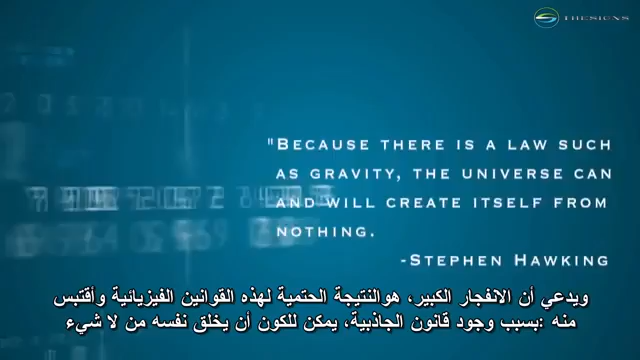 THESIGNS
"BECAUSE THERE IS A LAW SUCH
AS GRAVITY, THE UNIVERSE CAN
AND WILL CREATE ITSELF FROM
NOTHING.
-STEPHEN HAWKING
ويدعي أن الانفجار الكبير، هوالنتيجة الحتمية لهذه القوانين الفيزيائية وأقتبس
منه :بسبب وجود قانون الجاذبية، يمكن للكون أن يخلق نفسه من لا شيء